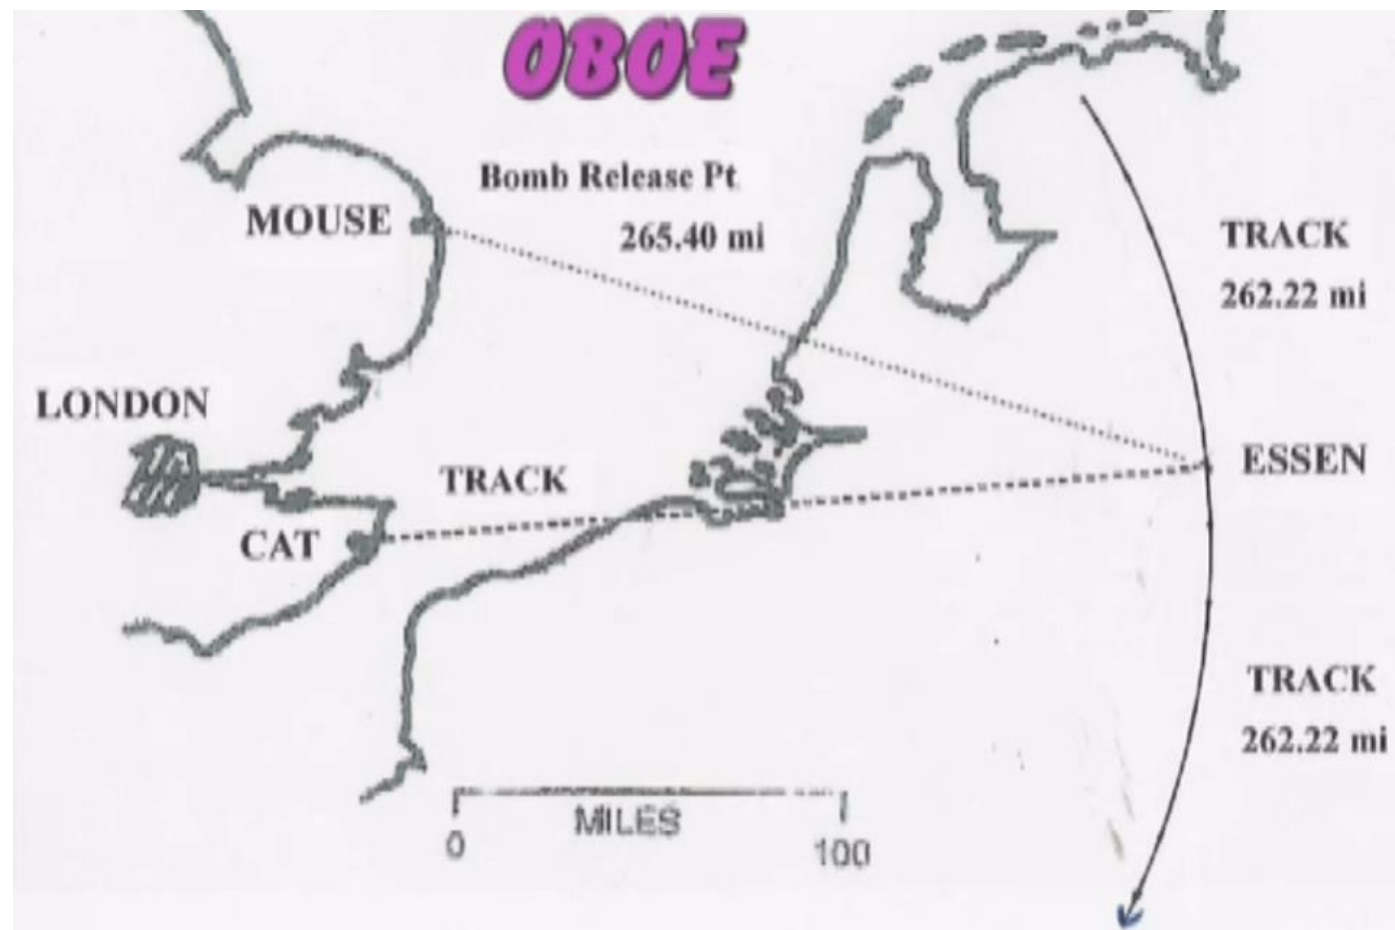 OBOE
Bomb Release Pt
265.40 mi
MOUSE
TRACK
262.22 mi
LONDON
TRACK
ESSEN
CAT
TRACK
262.22 mi
MILES
0
100